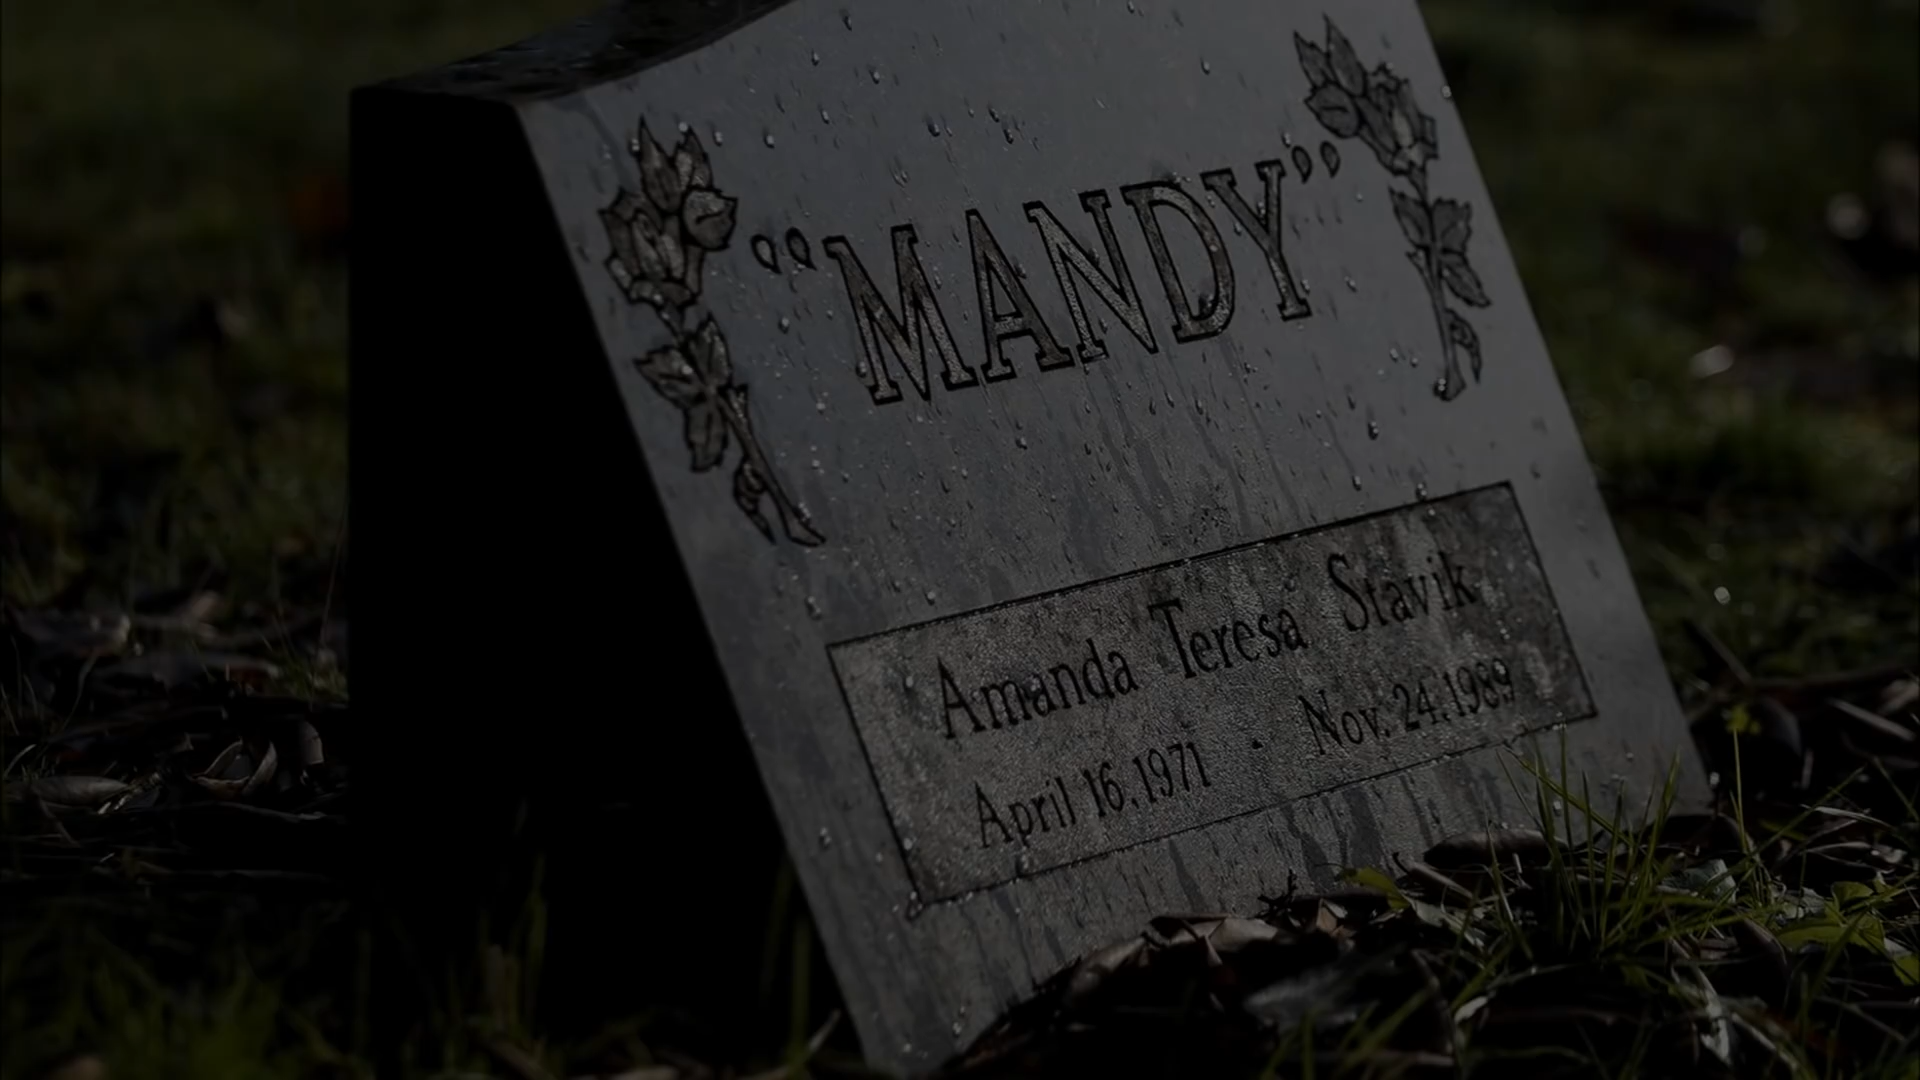 “MANDY”
Amanda Teresa Stavik
April 16, 1971 · Nov. 24, 1989